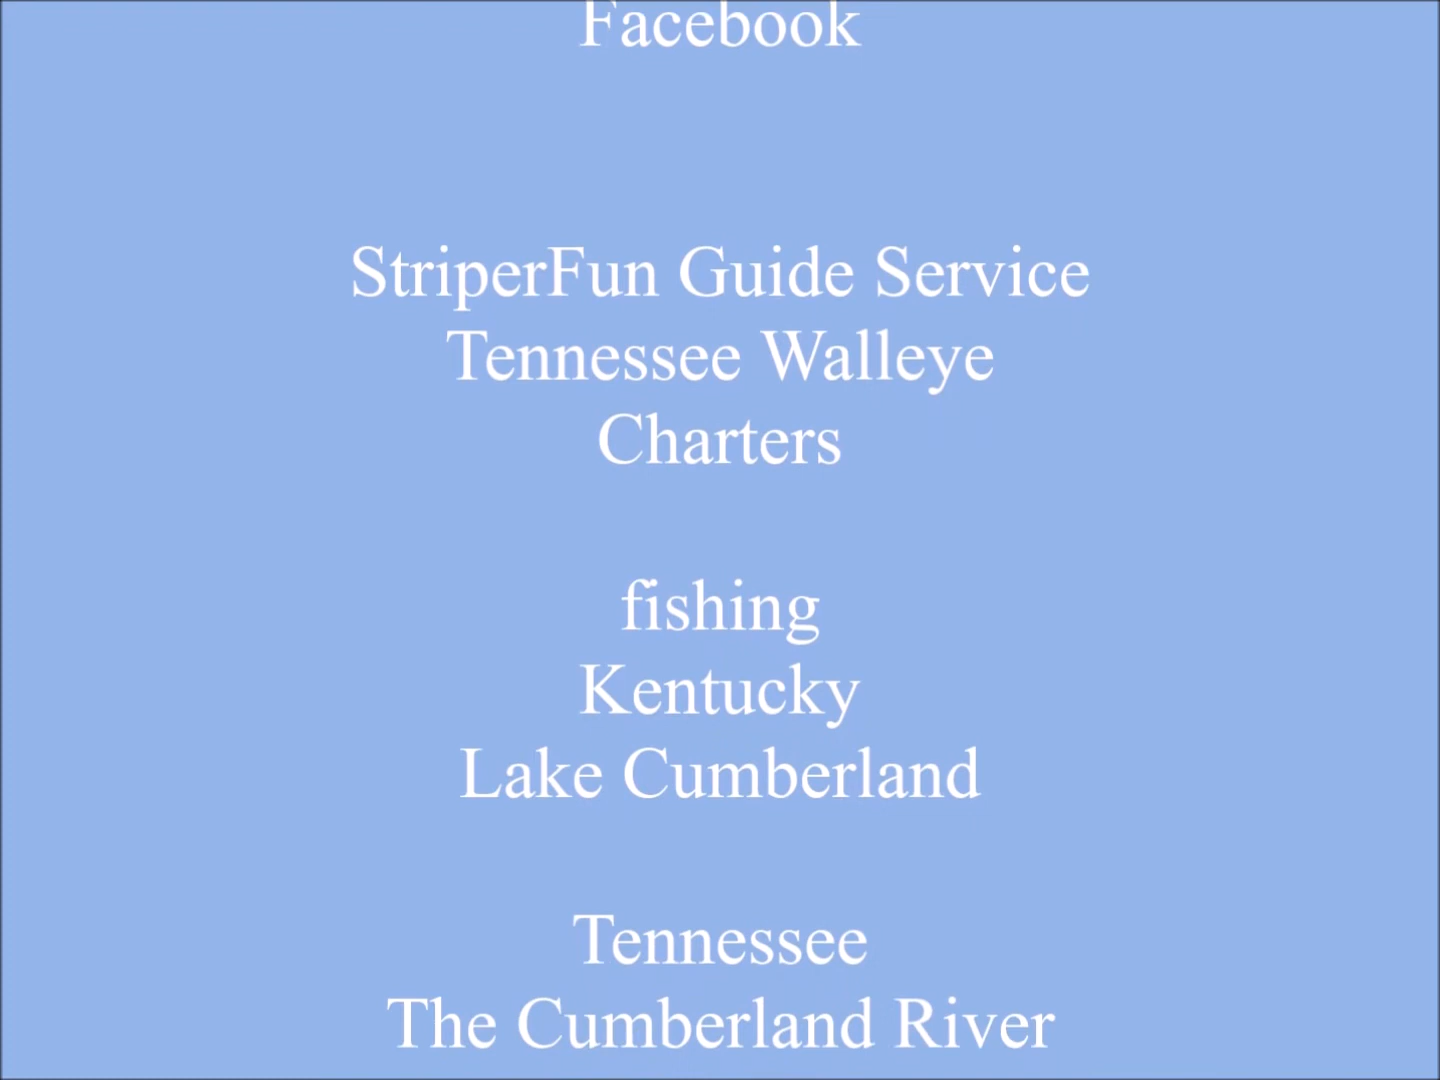 Facebook
StriperFun Guide Service
Tennessee Walleye
Charters
fishing
Kentucky
Lake Cumberland
Tennessee
The Cumberland River